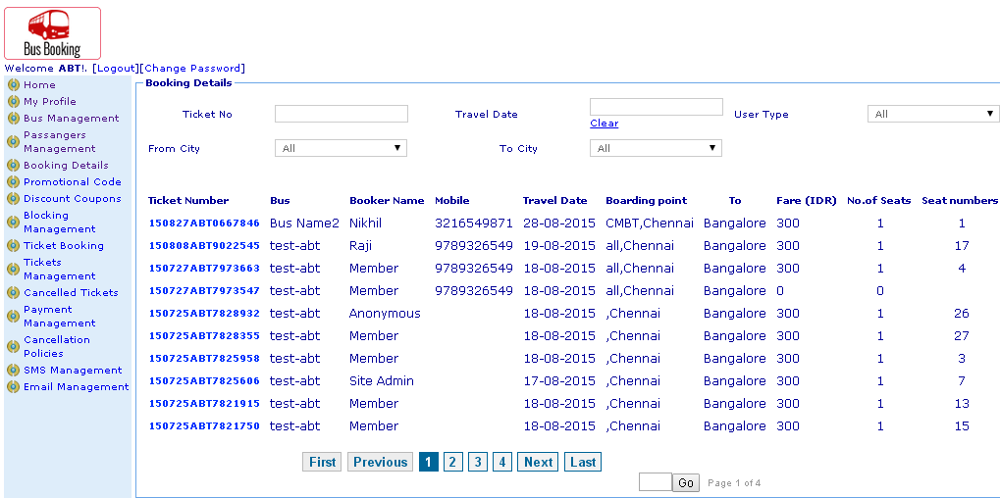 Bus Booking
Welcome ABT!. [Logout][Change Password]
Home
My Profile
Bus Management
Passangers
Management
Booking Details
Promotional Code
Discount Coupons
Blocking
Management
Ticket Booking
Tickets
Management
Cancelled Tickets
Payment
Management
Cancellation
Policies
SMS Management
Email Management
Booking Details
Ticket No Travel Date User Type All
Clear
From City All To City All
Ticket Number Bus Booker Name Mobile Travel Date Boarding point To Fare (IDR) No.of Seats Seat numbers
150827ABT0667846 Bus Name2 Nikhil 3216549871 28-08-2015 CMBT,Chennai Bangalore 300 1 1
150808ABT9022545 test-abt Raji 9789326549 19-08-2015 all,Chennai Bangalore 300 1 17
150727ABT7973663 test-abt Member 9789326549 18-08-2015 all,Chennai Bangalore 300 1 4
150727ABT7973547 test-abt Member 9789326549 18-08-2015 all,Chennai Bangalore 0 0
150725ABT7828932 test-abt Anonymous 18-08-2015 ,Chennai Bangalore 300 1 26
150725ABT7828355 test-abt Member 18-08-2015 ,Chennai Bangalore 300 1 27
150725ABT7825958 test-abt Member 18-08-2015 ,Chennai Bangalore 300 1 3
150725ABT7825606 test-abt Site Admin 17-08-2015 ,Chennai Bangalore 300 1 7
150725ABT7821915 test-abt Member 18-08-2015 ,Chennai Bangalore 300 1 13
150725ABT7821750 test-abt Member 18-08-2015 ,Chennai Bangalore 300 1 15
First Previous 1 2 3 4 Next Last
Go Page 1 of 4